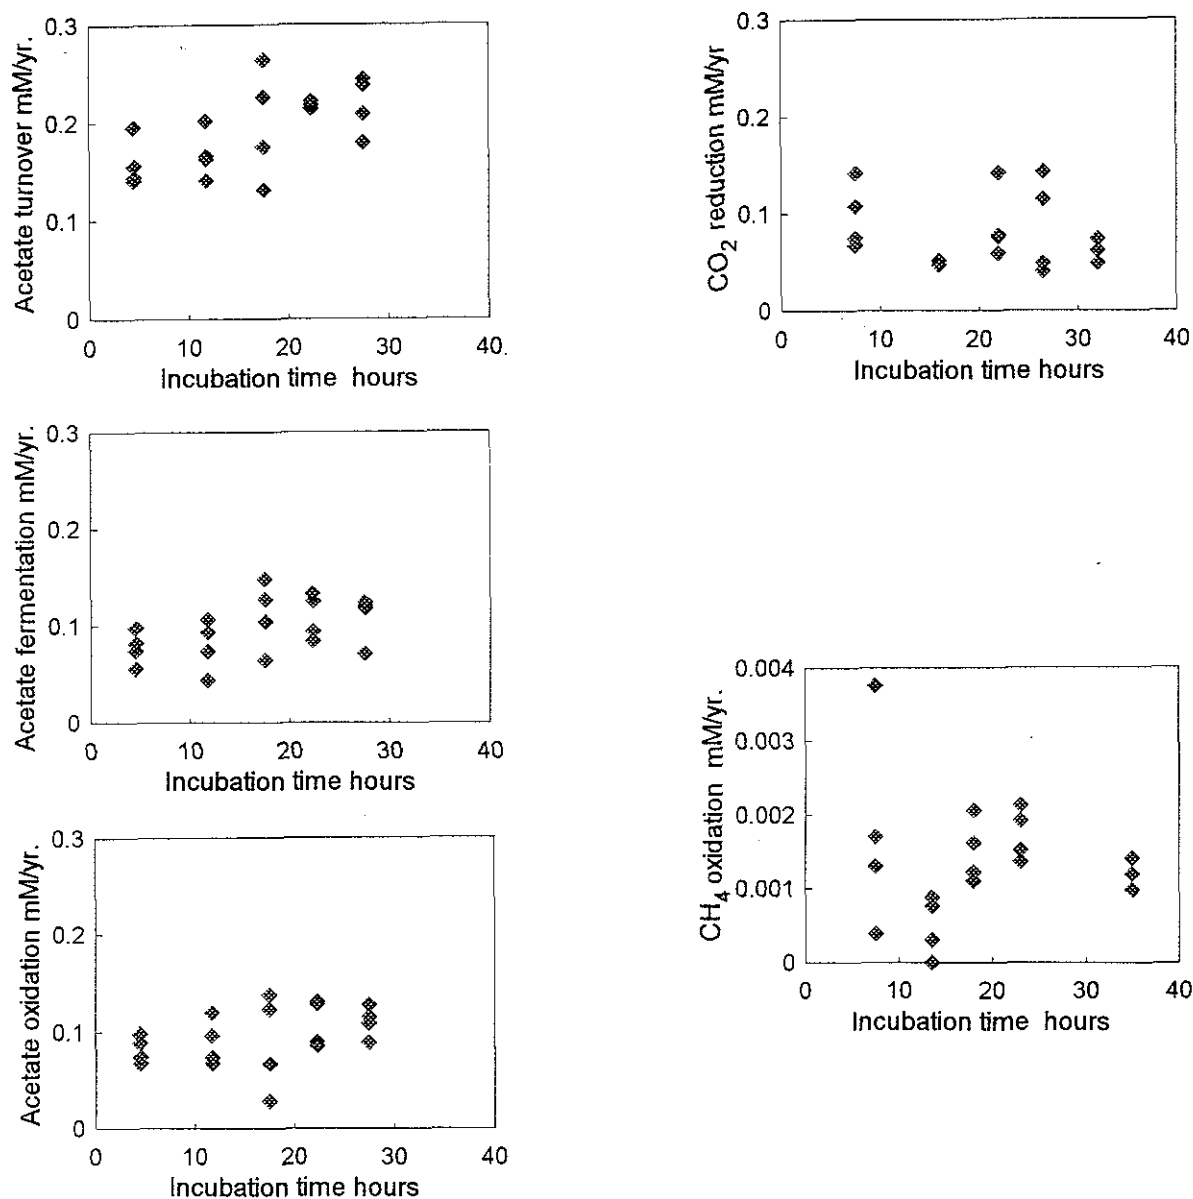 0.3
0.2
0.1
0
Acetate turnover mM/yr.
0 10 20 30 40.
Incubation time hours
0.3
0.2
0.1
0
CO2 reduction mM/yr
0 10 20 30 40
Incubation time hours
0.3
0.2
0.1
0
Acetate fermentation mM/yr.
0 10 20 30 40
Incubation time hours
0.004
0.003
0.002
0.001
0
CH4 oxidation mM/yr.
0 10 20 30 40
Incubation time hours
0.3
0.2
0.1
0
Acetate oxidation mM/yr.
0 10 20 30 40
Incubation time hours